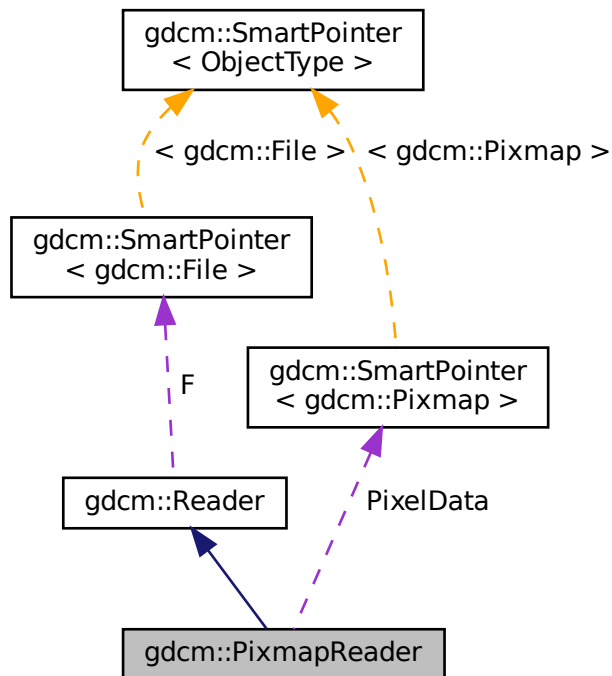 gdcm::SmartPointer
< ObjectType >
< gdcm::File >
< gdcm::Pixmap >
gdcm::SmartPointer
< gdcm::File >
gdcm::SmartPointer
< gdcm::Pixmap >
F
gdcm::Reader
PixelData
gdcm::PixmapReader